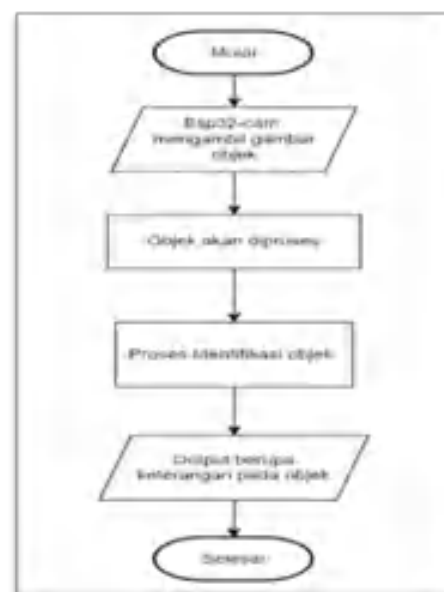 Mulai
Esp32-cam
mengambil gambar
objek
Objek akan diproses
Proses Identifikasi objek
Output berupa
keterangan pada objek
Selesai